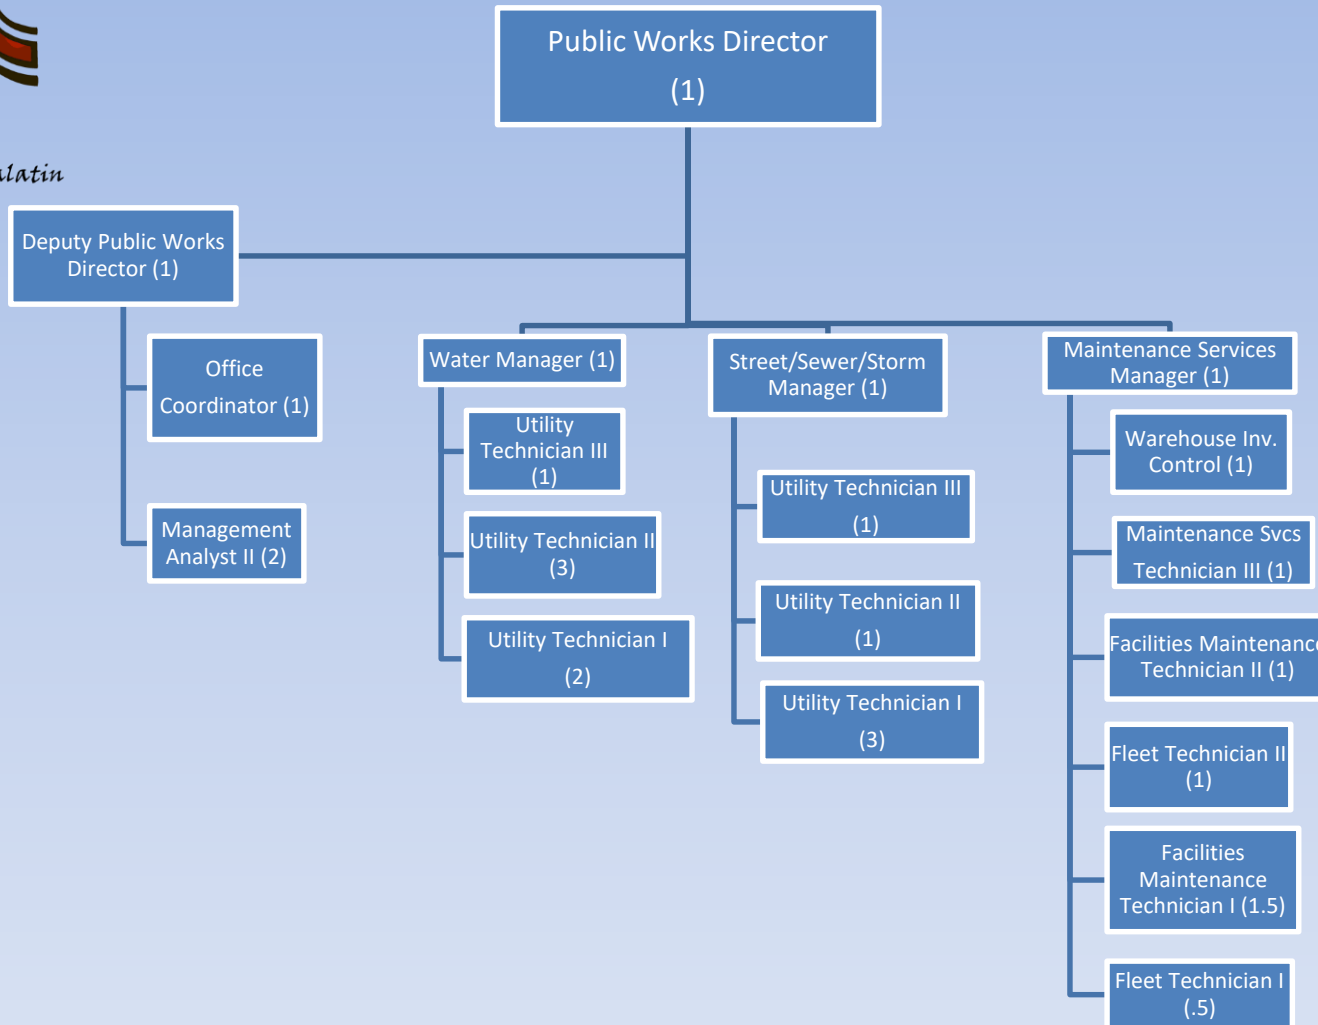 Public Works Director
(1)
Deputy Public Works
Director (1)
Office
Coordinator (1)
Management
Analyst II (2)
Water Manager (1)
Utility
Technician III
(1)
Utility Technician II
(3)
Utility Technician I
(2)
Street/Sewer/Storm
Manager (1)
Utility Technician III
(1)
Utility Technician II
(1)
Utility Technician I
(3)
Maintenance Services
Manager (1)
Warehouse Inv.
Control (1)
Maintenance Svcs
Technician III (1)
Facilities Maintenance
Technician II (1)
Fleet Technician II
(1)
Facilities
Maintenance
Technician I (1.5)
Fleet Technician I
(.5)